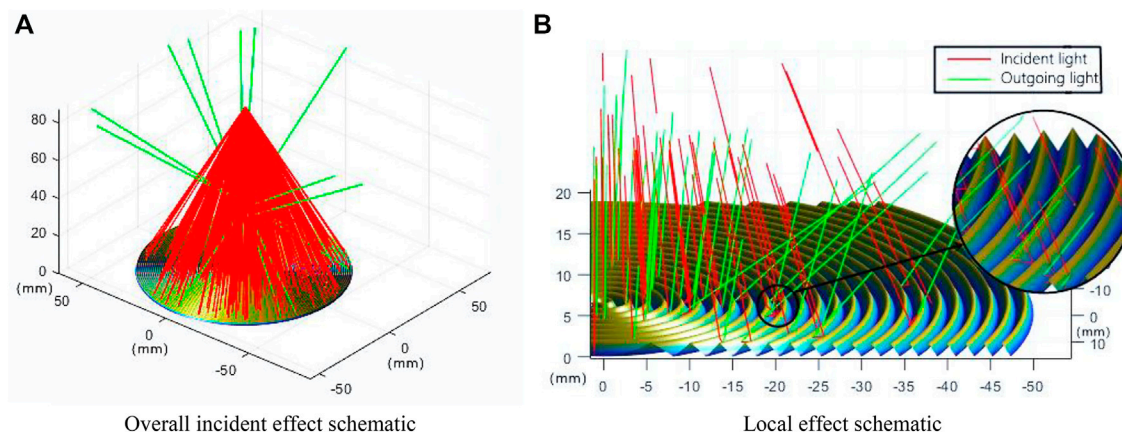 A
80
60
40
20
0
(mm)
50
0
(mm)
-50
-50
0
(mm)
50
Overall incident effect schematic
B
Incident light
Outgoing light
20
15
10
5
0
(mm)
0 -5 -10 -15 -20 -25 -30 -35 -40 -45 -50
-10
0
(mm)
10
Local effect schematic